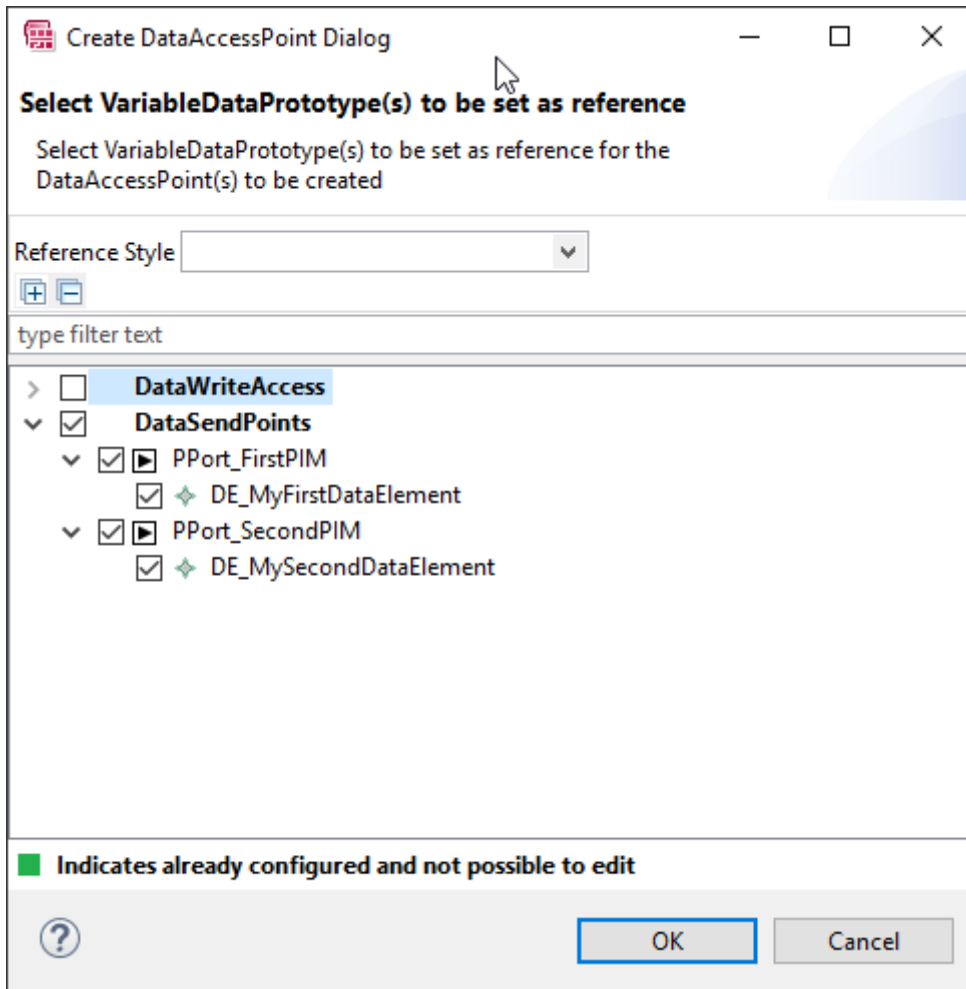 Create DataAccessPoint Dialog
Select VariableDataPrototype(s) to be set as reference
Select VariableDataPrototype(s) to be set as reference for the
DataAccessPoint(s) to be created
Reference Style
type filter text
DataWriteAccess
DataSendPoints
PPort_FirstPIM
DE_MyFirstDataElement
PPort_SecondPIM
DE_MySecondDataElement
Indicates already configured and not possible to edit
OK Cancel